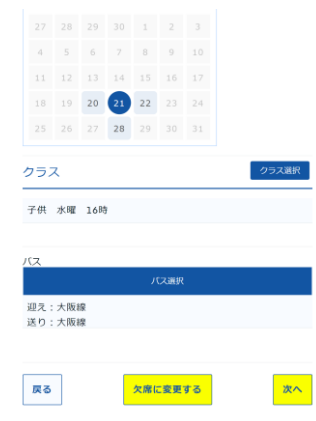 27 28 29 30 1 2 3
4 5 6 7 8 9 10
11 12 13 14 15 16 17
18 19 20 21 22 23 24
25 26 27 28 29 30 31
クラス
クラス選択
子供 水曜 16時
バス
バス選択
迎え：大阪線
送り：大阪線
戻る
欠席に変更する
次へ